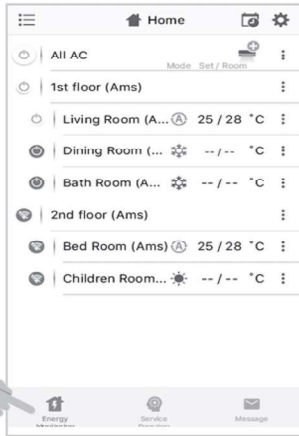 Home
All AC
Mode Set / Room
1st floor (Ams)
Living Room (A... A 25 / 28 °C
Dining Room (... -- / -- °C
Bath Room (A... -- / -- °C
2nd floor (Ams)
Bed Room (Ams) A 25 / 28 °C
Children Room... -- / -- °C
Energy Service Message